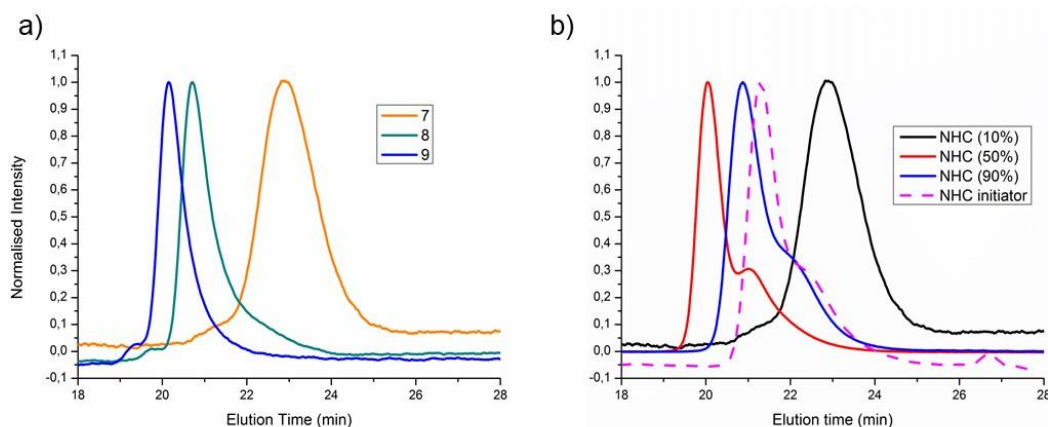 a)
1,1
1,0
0,9
0,8
0,7
0,6
0,5
0,4
0,3
0,2
0,1
0,0
-0,1
Normalised Intensity
7
8
9
18 20 22 24 26 28
Elution Time (min)
b)
1,1
1,0
0,9
0,8
0,7
0,6
0,5
0,4
0,3
0,2
0,1
0,0
-0,1
NHC (10%)
NHC (50%)
NHC (90%)
NHC initiator
18 20 22 24 26 28
Elution time (min)